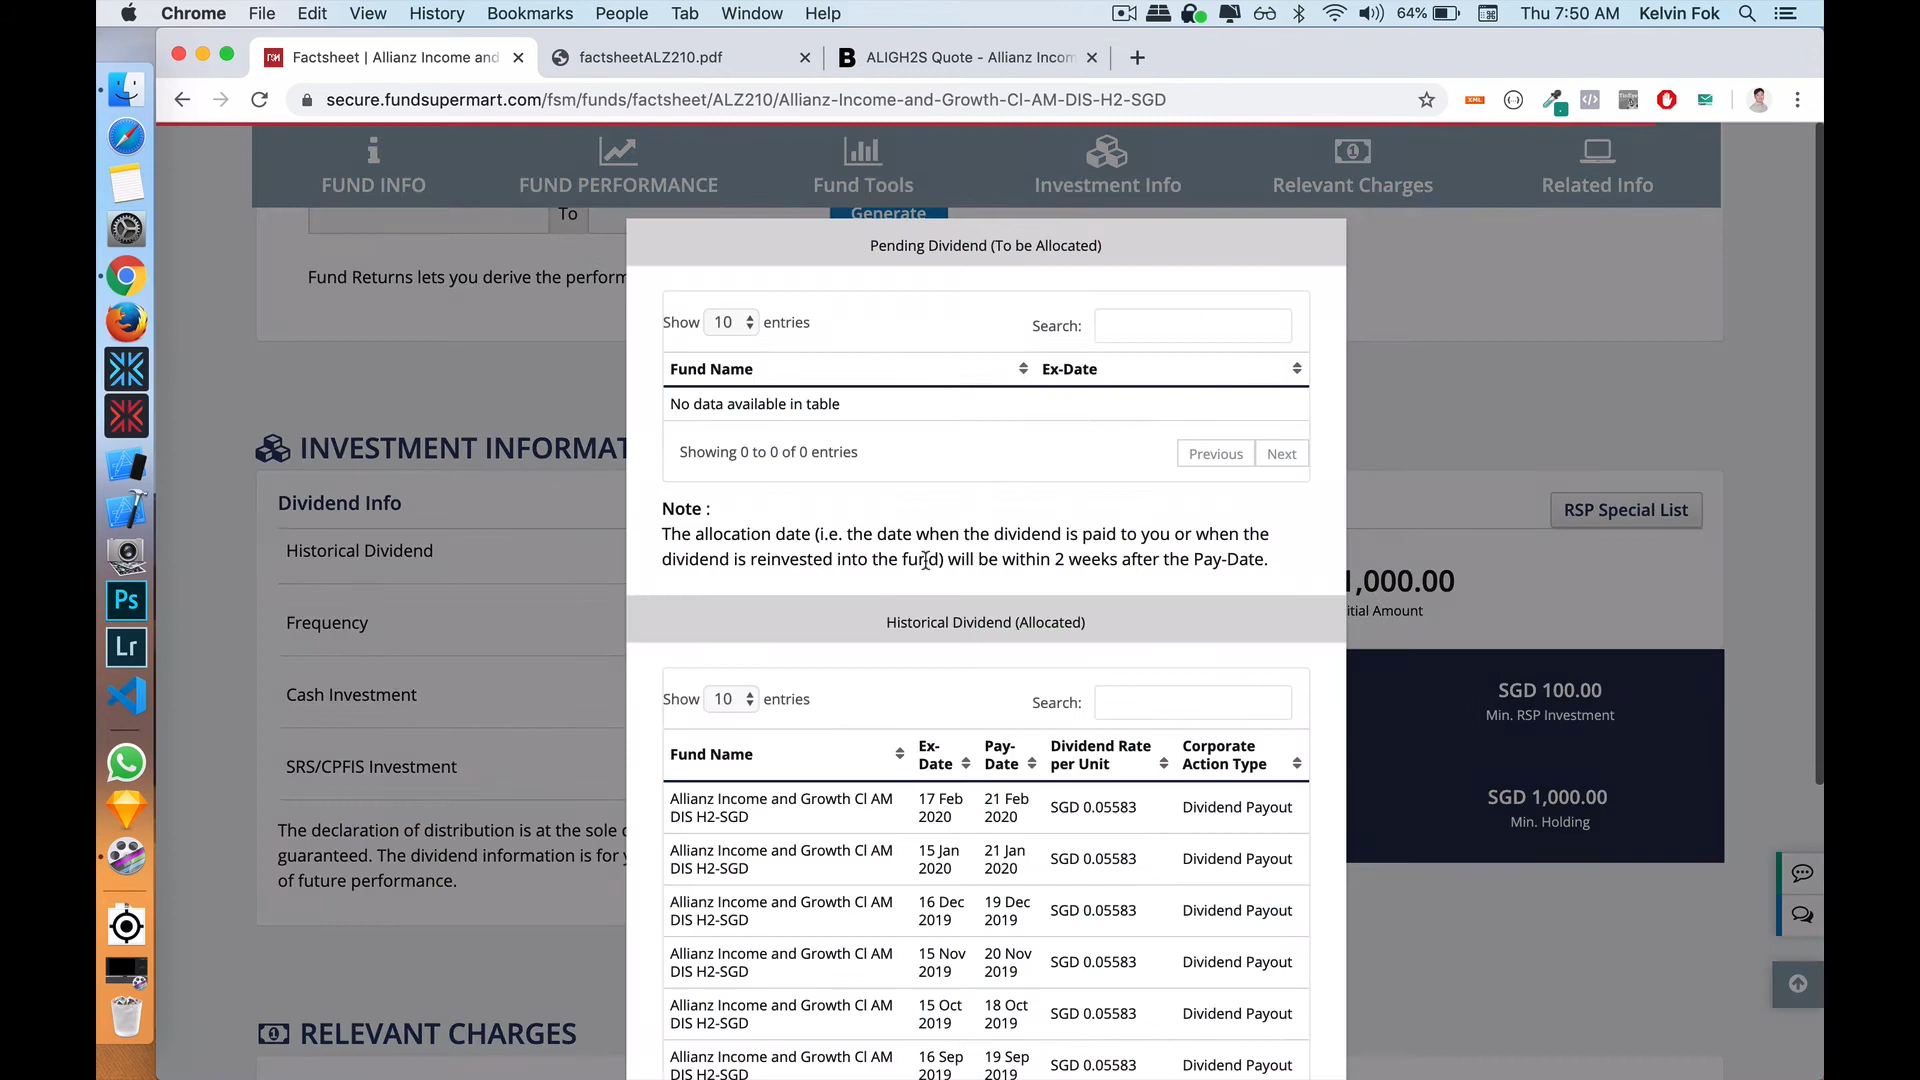 Chrome File Edit View History Bookmarks People Tab Window Help 64% Thu 7:50 AM Kelvin Fok
Factsheet | Allianz Income and
factsheetALZ210.pdf
ALIGH2S Quote - Allianz Incom
secure.fundsupermart.com/fsm/funds/factsheet/ALZ210/Allianz-Income-and-Growth-Cl-AM-DIS-H2-SGD
FUND INFO
FUND PERFORMANCE
Fund Tools
Investment Info
Relevant Charges
Related Info
To
Generate
Fund Returns lets you derive the perform
Pending Dividend (To be Allocated)
Show 10 entries
Search:
Fund Name Ex-Date
No data available in table
Showing 0 to 0 of 0 entries
Previous Next
Note :
The allocation date (i.e. the date when the dividend is paid to you or when the
dividend is reinvested into the fund) will be within 2 weeks after the Pay-Date.
Historical Dividend (Allocated)
Show 10 entries
Search:
Fund Name
Ex-
Date
Pay-
Date
Dividend Rate
per Unit
Corporate
Action Type
Allianz Income and Growth Cl AM
DIS H2-SGD
17 Feb
2020
21 Feb
2020
SGD 0.05583
Dividend Payout
Allianz Income and Growth Cl AM
DIS H2-SGD
15 Jan
2020
21 Jan
2020
SGD 0.05583
Dividend Payout
Allianz Income and Growth Cl AM
DIS H2-SGD
16 Dec
2019
19 Dec
2019
SGD 0.05583
Dividend Payout
Allianz Income and Growth Cl AM
DIS H2-SGD
15 Nov
2019
20 Nov
2019
SGD 0.05583
Dividend Payout
Allianz Income and Growth Cl AM
DIS H2-SGD
15 Oct
2019
18 Oct
2019
SGD 0.05583
Dividend Payout
Allianz Income and Growth Cl AM
DIS H2-SGD
16 Sep
2019
19 Sep
2019
SGD 0.05583
Dividend Payout
INVESTMENT INFORMAT
Dividend Info
Historical Dividend
Frequency
Cash Investment
SRS/CPFIS Investment
The declaration of distribution is at the sole
guaranteed. The dividend information is for
of future performance.
RSP Special List
1,000.00
itial Amount
SGD 100.00
Min. RSP Investment
SGD 1,000.00
Min. Holding
RELEVANT CHARGES
Ps
Lr